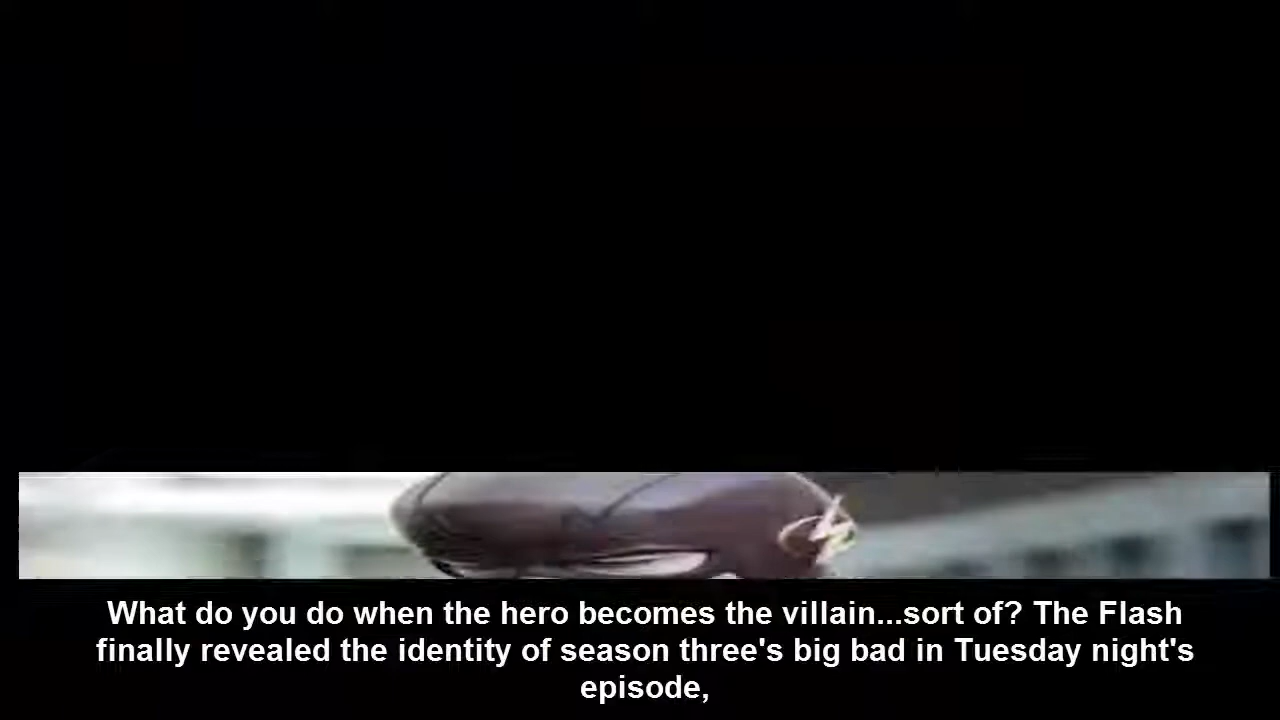 What do you do when the hero becomes the villain...sort of? The Flash
finally revealed the identity of season three's big bad in Tuesday night's
episode,